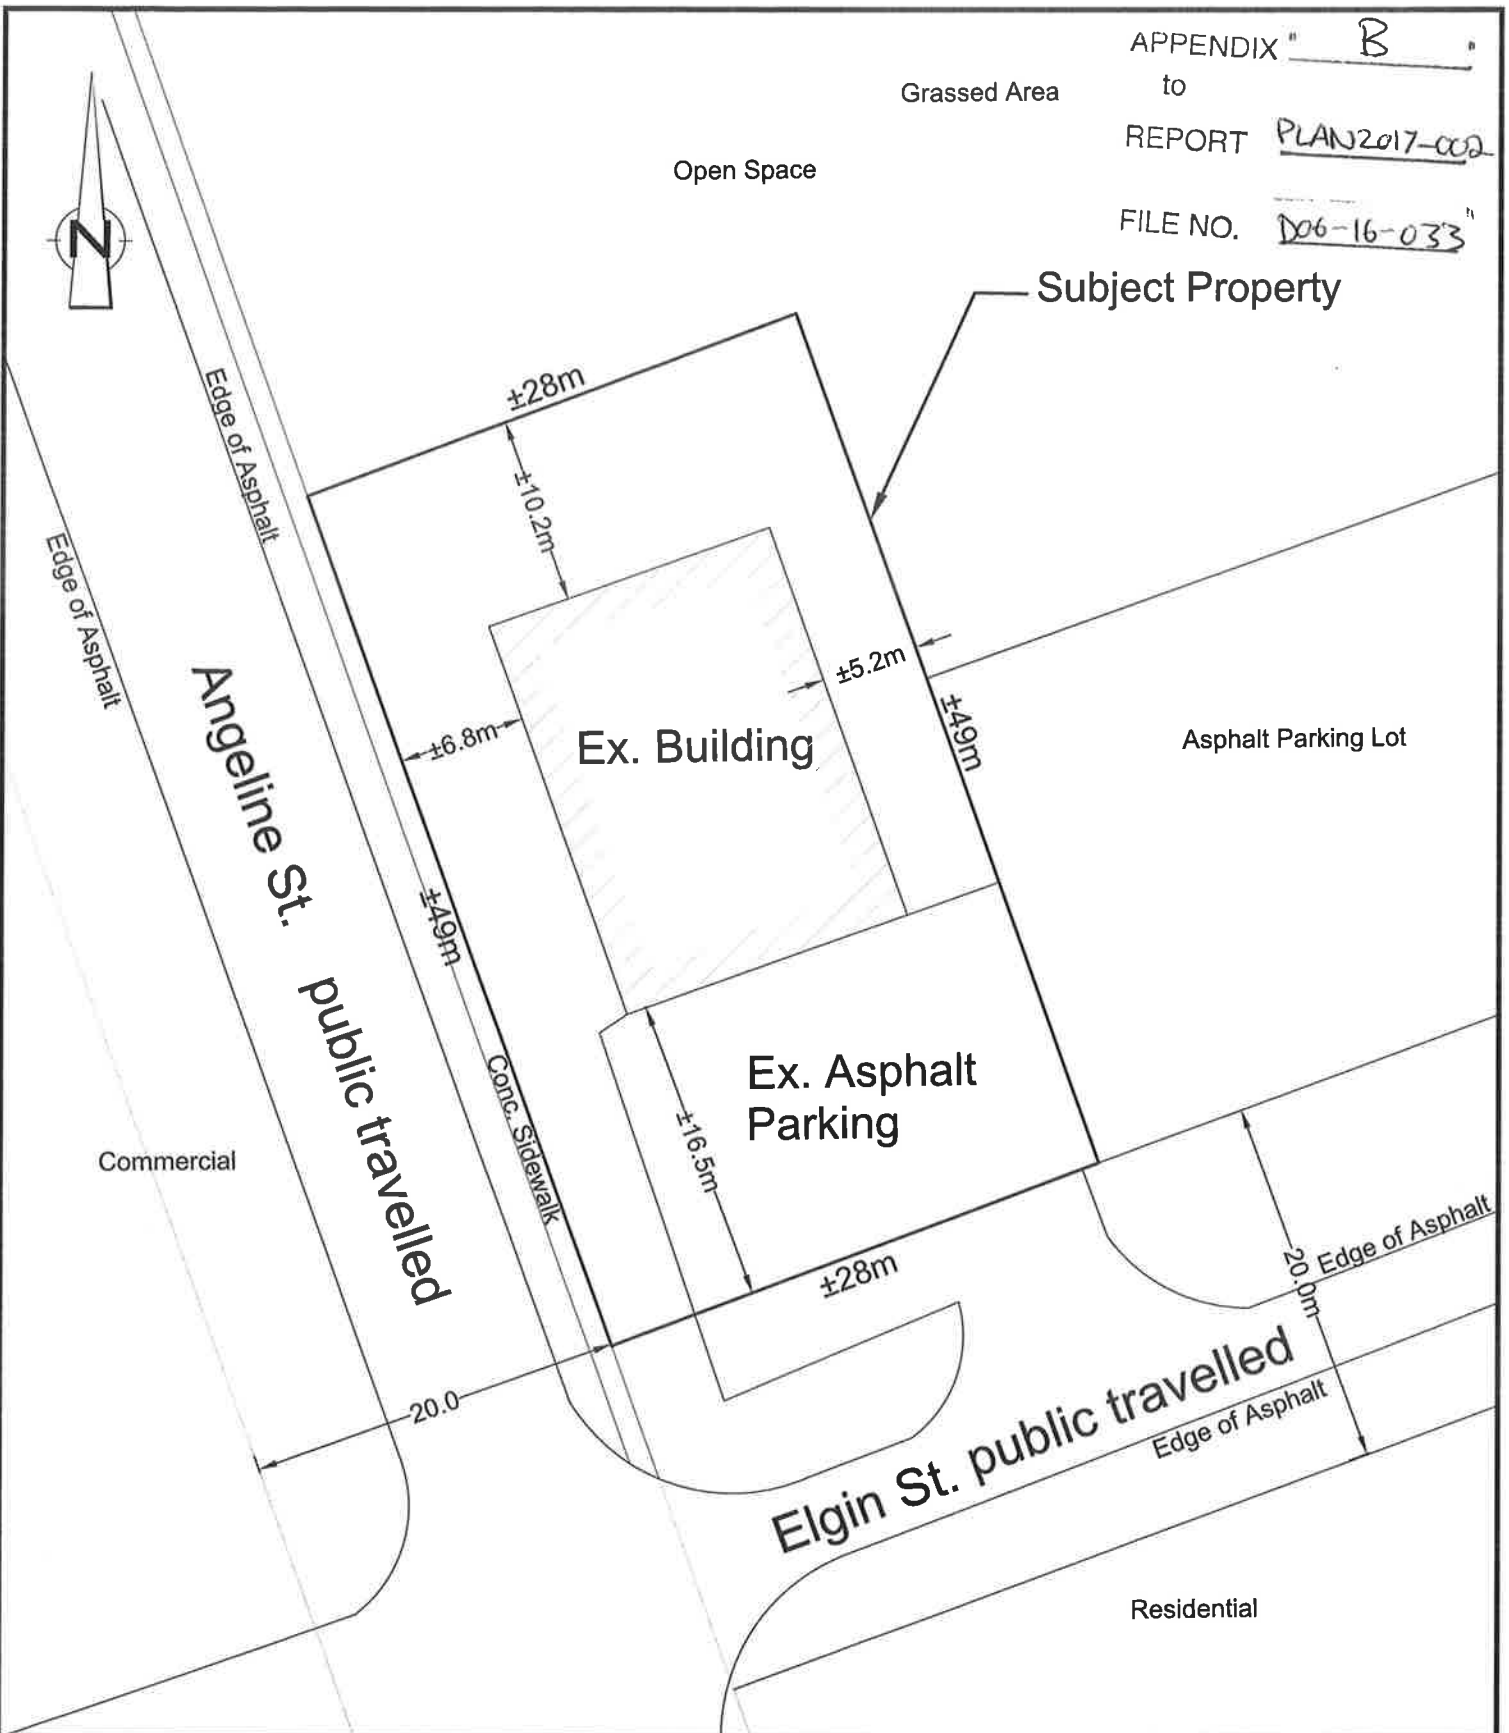 APPENDIX " B "
to
REPORT PLAN2017-002
FILE NO. D06-16-033"
Grassed Area
Open Space
N
Subject Property
±28m
Edge of Asphalt
±10.2m
Edge of Asphalt
±5.2m
±49m
±6.8m
Ex. Building
Asphalt Parking Lot
Angeline St. public travelled
±49m
Conc. Sidewalk
Ex. Asphalt
Parking
±16.5m
Commercial
±28m
20.0m
Edge of Asphalt
20.0
Elgin St. public travelled
Edge of Asphalt
Residential